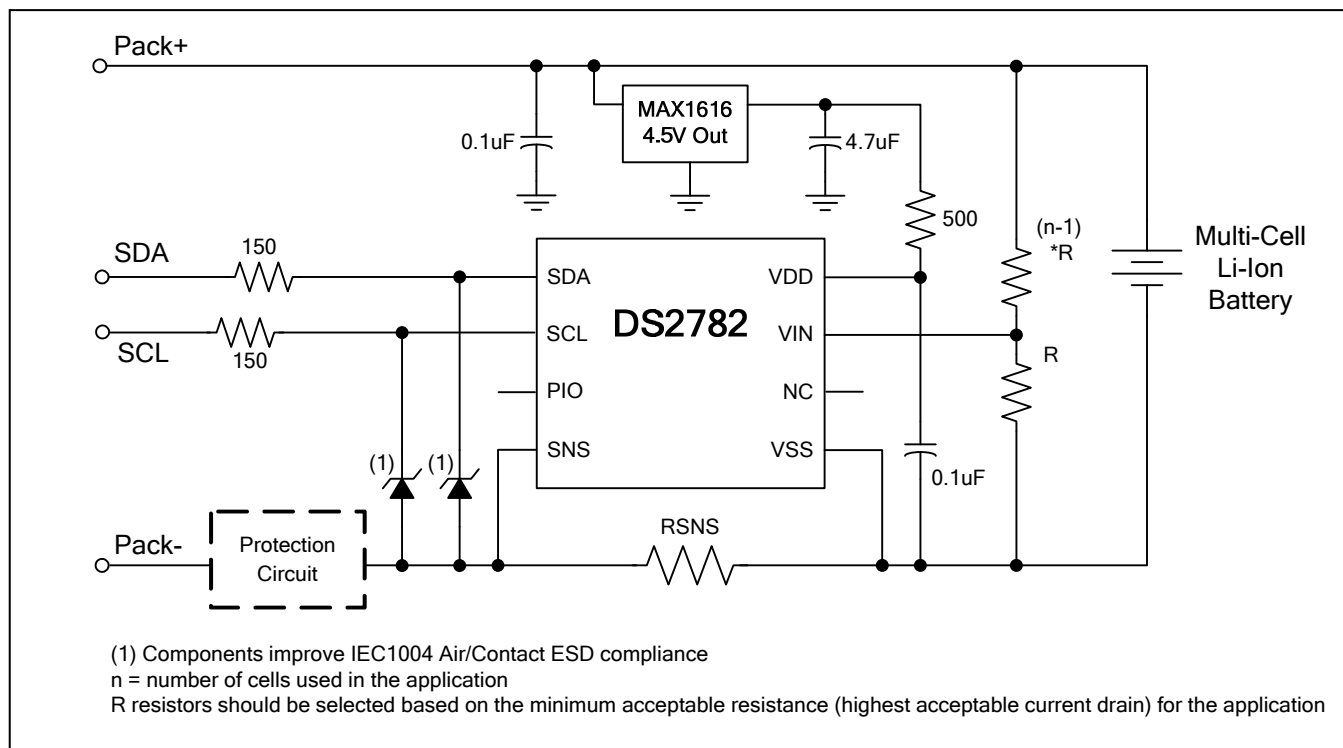 Pack+
MAX1616
4.5V Out
0.1uF
4.7uF
500
(n-1)
*R
Multi-Cell
Li-Ion
Battery
SDA
150
SDA
VDD
DS2782
SCL
150
SCL
VIN
R
PIO
NC
SNS
VSS
(1)
(1)
0.1uF
RSNS
Pack-
Protection
Circuit
(1) Components improve IEC1004 Air/Contact ESD compliance
n = number of cells used in the application
R resistors should be selected based on the minimum acceptable resistance (highest acceptable current drain) for the application